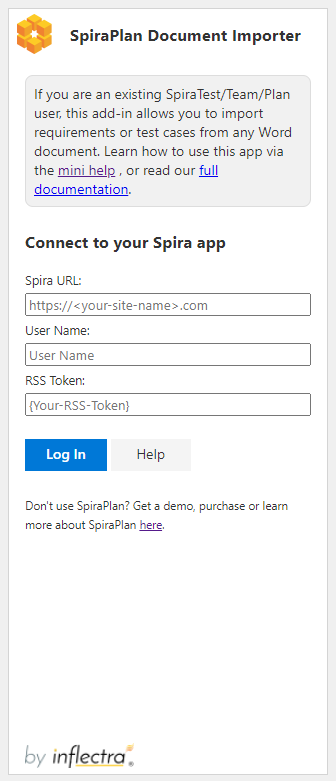 SpiraPlan Document Importer
If you are an existing SpiraTest/Team/Plan
user, this add-in allows you to import
requirements or test cases from any Word
document. Learn how to use this app via
the mini help , or read our full
documentation.
Connect to your Spira app
Spira URL:
https://<your-site-name>.com
User Name:
User Name
RSS Token:
{Your-RSS-Token}
Log In Help
Don't use SpiraPlan? Get a demo, purchase or learn
more about SpiraPlan here.
by inflectra®